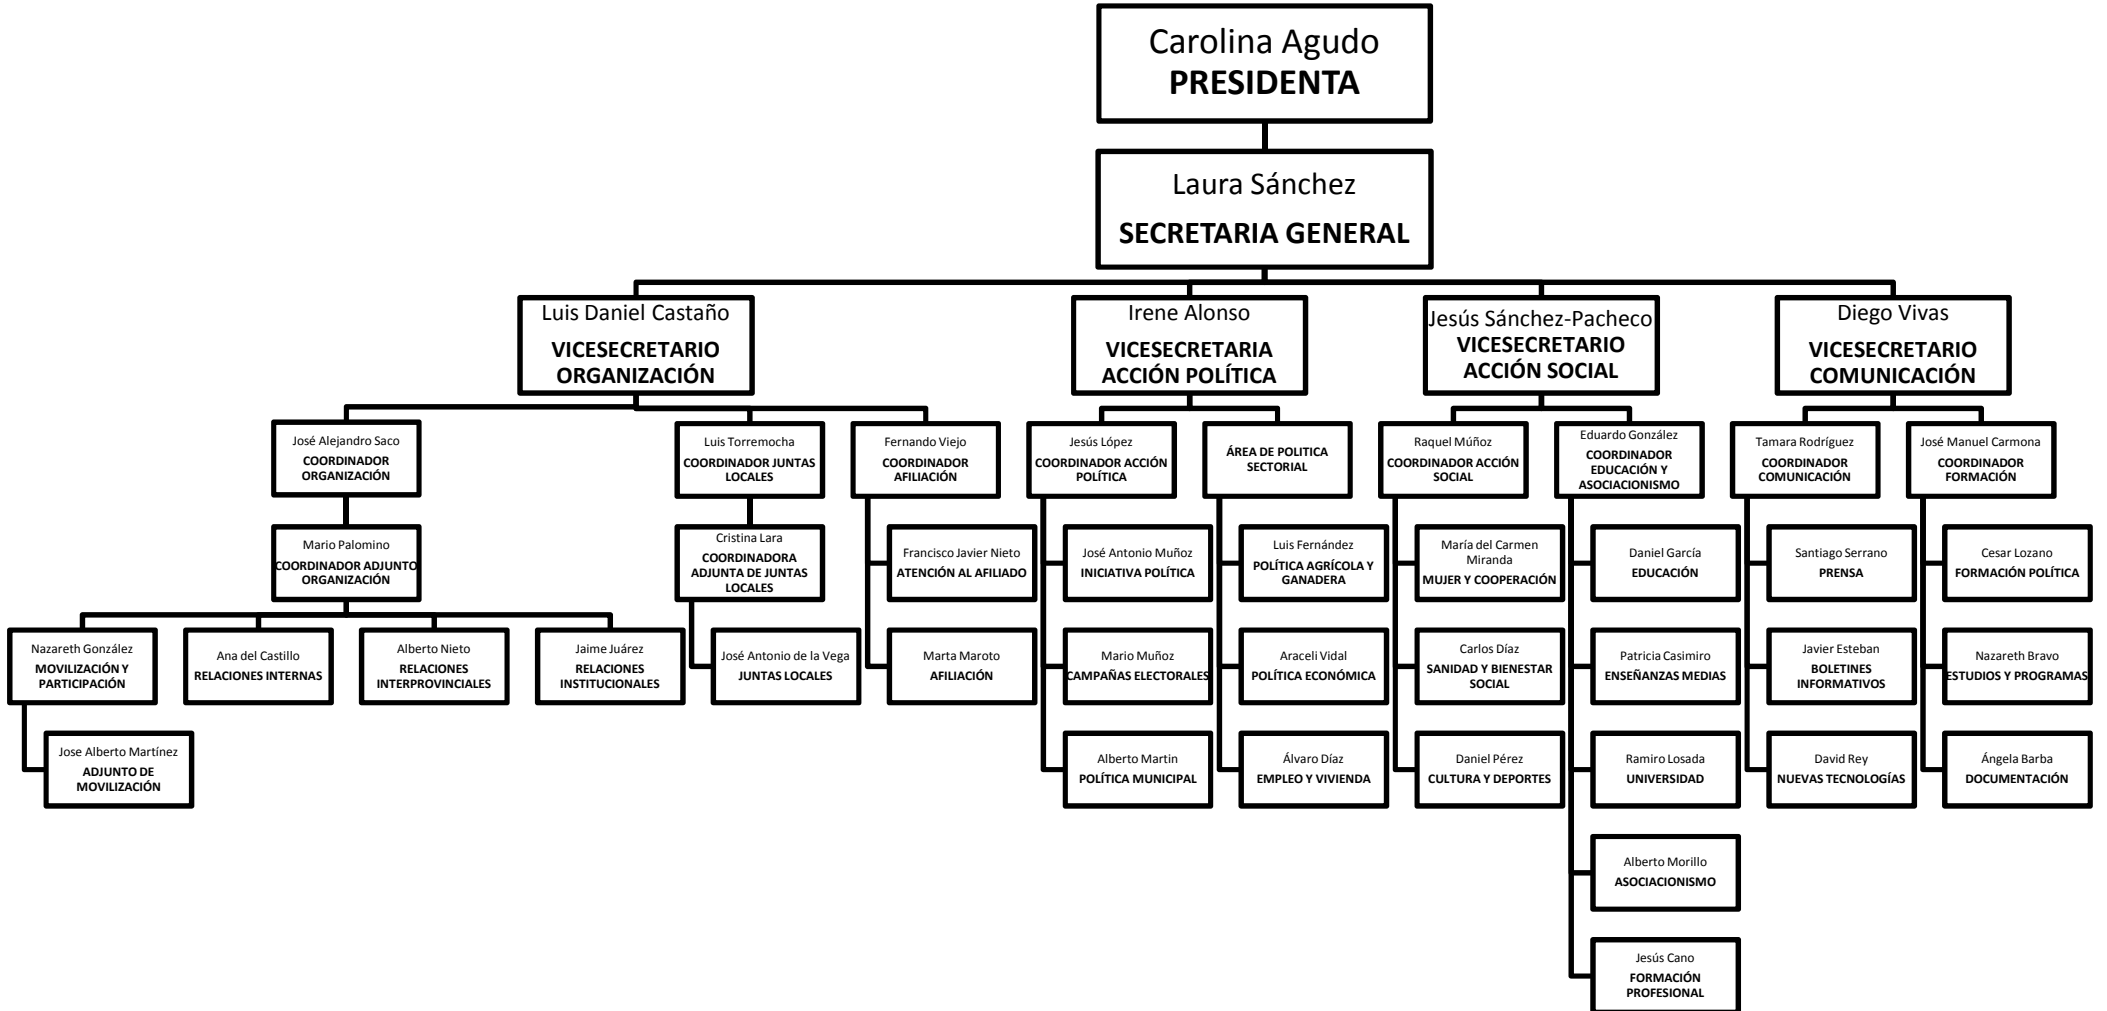 Carolina Agudo
PRESIDENTA
Laura Sánchez
SECRETARIA GENERAL
Luis Daniel Castaño
VICESECRETARIO
ORGANIZACIÓN
Irene Alonso
VICESECRETARIA
ACCIÓN POLÍTICA
Jesús Sánchez-Pacheco
VICESECRETARIO
ACCIÓN SOCIAL
Diego Vivas
VICESECRETARIO
COMUNICACIÓN
José Alejandro Saco
COORDINADOR
ORGANIZACIÓN
Luis Torremocha
COORDINADOR JUNTAS
LOCALES
Fernando Viejo
COORDINADOR
AFILIACIÓN
Jesús López
COORDINADOR ACCIÓN
POLÍTICA
ÁREA DE POLITICA
SECTORIAL
Raquel Múñoz
COORDINADOR ACCIÓN
SOCIAL
Eduardo González
COORDINADOR
EDUCACIÓN Y
ASOCIACIONISMO
Tamara Rodríguez
COORDINADOR
COMUNICACIÓN
José Manuel Carmona
COORDINADOR
FORMACIÓN
Mario Palomino
COORDINADOR ADJUNTO
ORGANIZACIÓN
Cristina Lara
COORDINADORA
ADJUNTA DE JUNTAS
LOCALES
Francisco Javier Nieto
ATENCIÓN AL AFILIADO
José Antonio Muñoz
INICIATIVA POLÍTICA
Luis Fernández
POLÍTICA AGRÍCOLA Y
GANADERA
María del Carmen
Miranda
MUJER Y COOPERACIÓN
Daniel García
EDUCACIÓN
Santiago Serrano
PRENSA
Cesar Lozano
FORMACIÓN POLÍTICA
Nazareth González
MOVILIZACIÓN Y
PARTICIPACIÓN
Ana del Castillo
RELACIONES INTERNAS
Alberto Nieto
RELACIONES
INTERPROVINCIALES
Jaime Juárez
RELACIONES
INSTITUCIONALES
José Antonio de la Vega
JUNTAS LOCALES
Marta Maroto
AFILIACIÓN
Mario Muñoz
CAMPAÑAS ELECTORALES
Araceli Vidal
POLÍTICA ECONÓMICA
Carlos Díaz
SANIDAD Y BIENESTAR
SOCIAL
Patricia Casimiro
ENSEÑANZAS MEDIAS
Javier Esteban
BOLETINES
INFORMATIVOS
Nazareth Bravo
ESTUDIOS Y PROGRAMAS
Jose Alberto Martínez
ADJUNTO DE
MOVILIZACIÓN
Alberto Martin
POLÍTICA MUNICIPAL
Álvaro Díaz
EMPLEO Y VIVIENDA
Daniel Pérez
CULTURA Y DEPORTES
Ramiro Losada
UNIVERSIDAD
David Rey
NUEVAS TECNOLOGÍAS
Ángela Barba
DOCUMENTACIÓN
Alberto Morillo
ASOCIACIONISMO
Jesús Cano
FORMACIÓN
PROFESIONAL